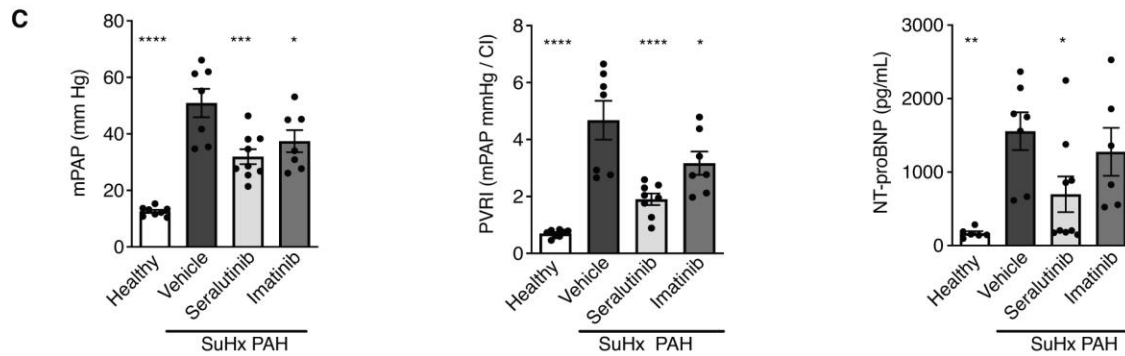 C
mPAP (mm Hg)
80
60
40
20
0
****
***
*
Healthy
Vehicle
Seralutinib
Imatinib
SuHx PAH
PVRI (mPAP mmHg / CI)
8
6
4
2
0
****
****
*
Healthy
Vehicle
Seralutinib
Imatinib
SuHx PAH
NT-proBNP (pg/mL)
3000
2000
1000
0
**
*
Healthy
Vehicle
Seralutinib
Imatinib
SuHx PAH